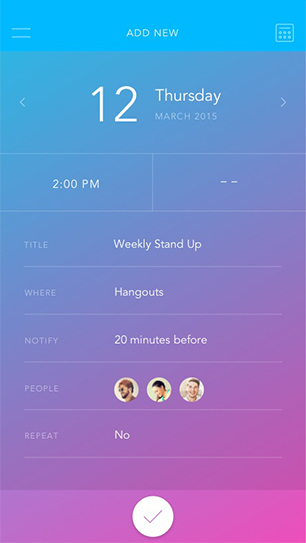 ADD NEW
12 Thursday
MARCH 2015
2:00 PM – –
TITLE Weekly Stand Up
WHERE Hangouts
NOTIFY 20 minutes before
PEOPLE
REPEAT No